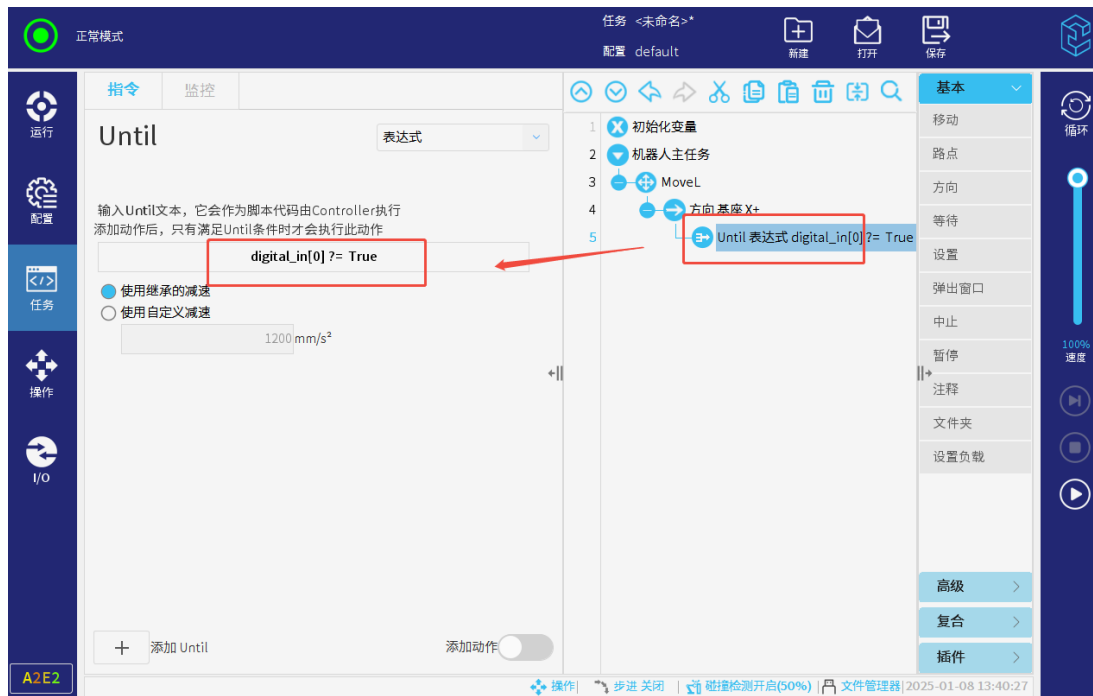 正常模式
任务 <未命名>*
配置 default
新建
打开
保存
运行
配置
任务
操作
I/O
A2E2
指令
监控
Until
表达式
输入Until文本，它会作为脚本代码由Controller执行
添加动作后，只有满足Until条件时才会执行此动作
digital_in[0] ?= True
使用继承的减速
使用自定义减速
1200 mm/s²
添加 Until
添加动作
1 初始化变量
2 机器人主任务
3 MoveL
4 方向 基座 X+
5 Until 表达式 digital_in[0] ?= True
基本
移动
路点
方向
等待
设置
弹出窗口
中止
暂停
注释
文件夹
设置负载
高级
复合
插件
循环
100%
速度
操作 步进 关闭 碰撞检测开启(50%) 文件管理器 2025-01-08 13:40:27